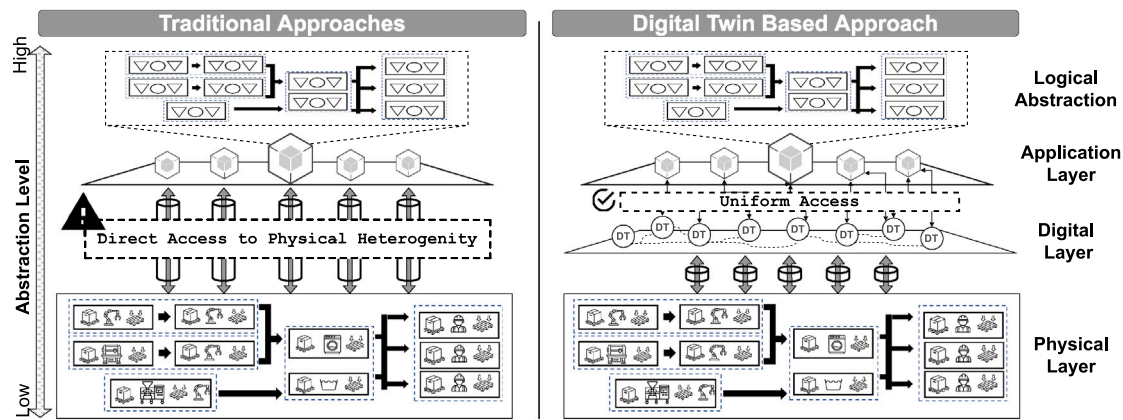 Traditional Approaches
Digital Twin Based Approach
High
Abstraction Level
Low
Logical
Abstraction
Application
Layer
!
Direct Access to Physical Heterogenity
Uniform Access
DT DT DT DT DT DT DT DT
Digital
Layer
Physical
Layer